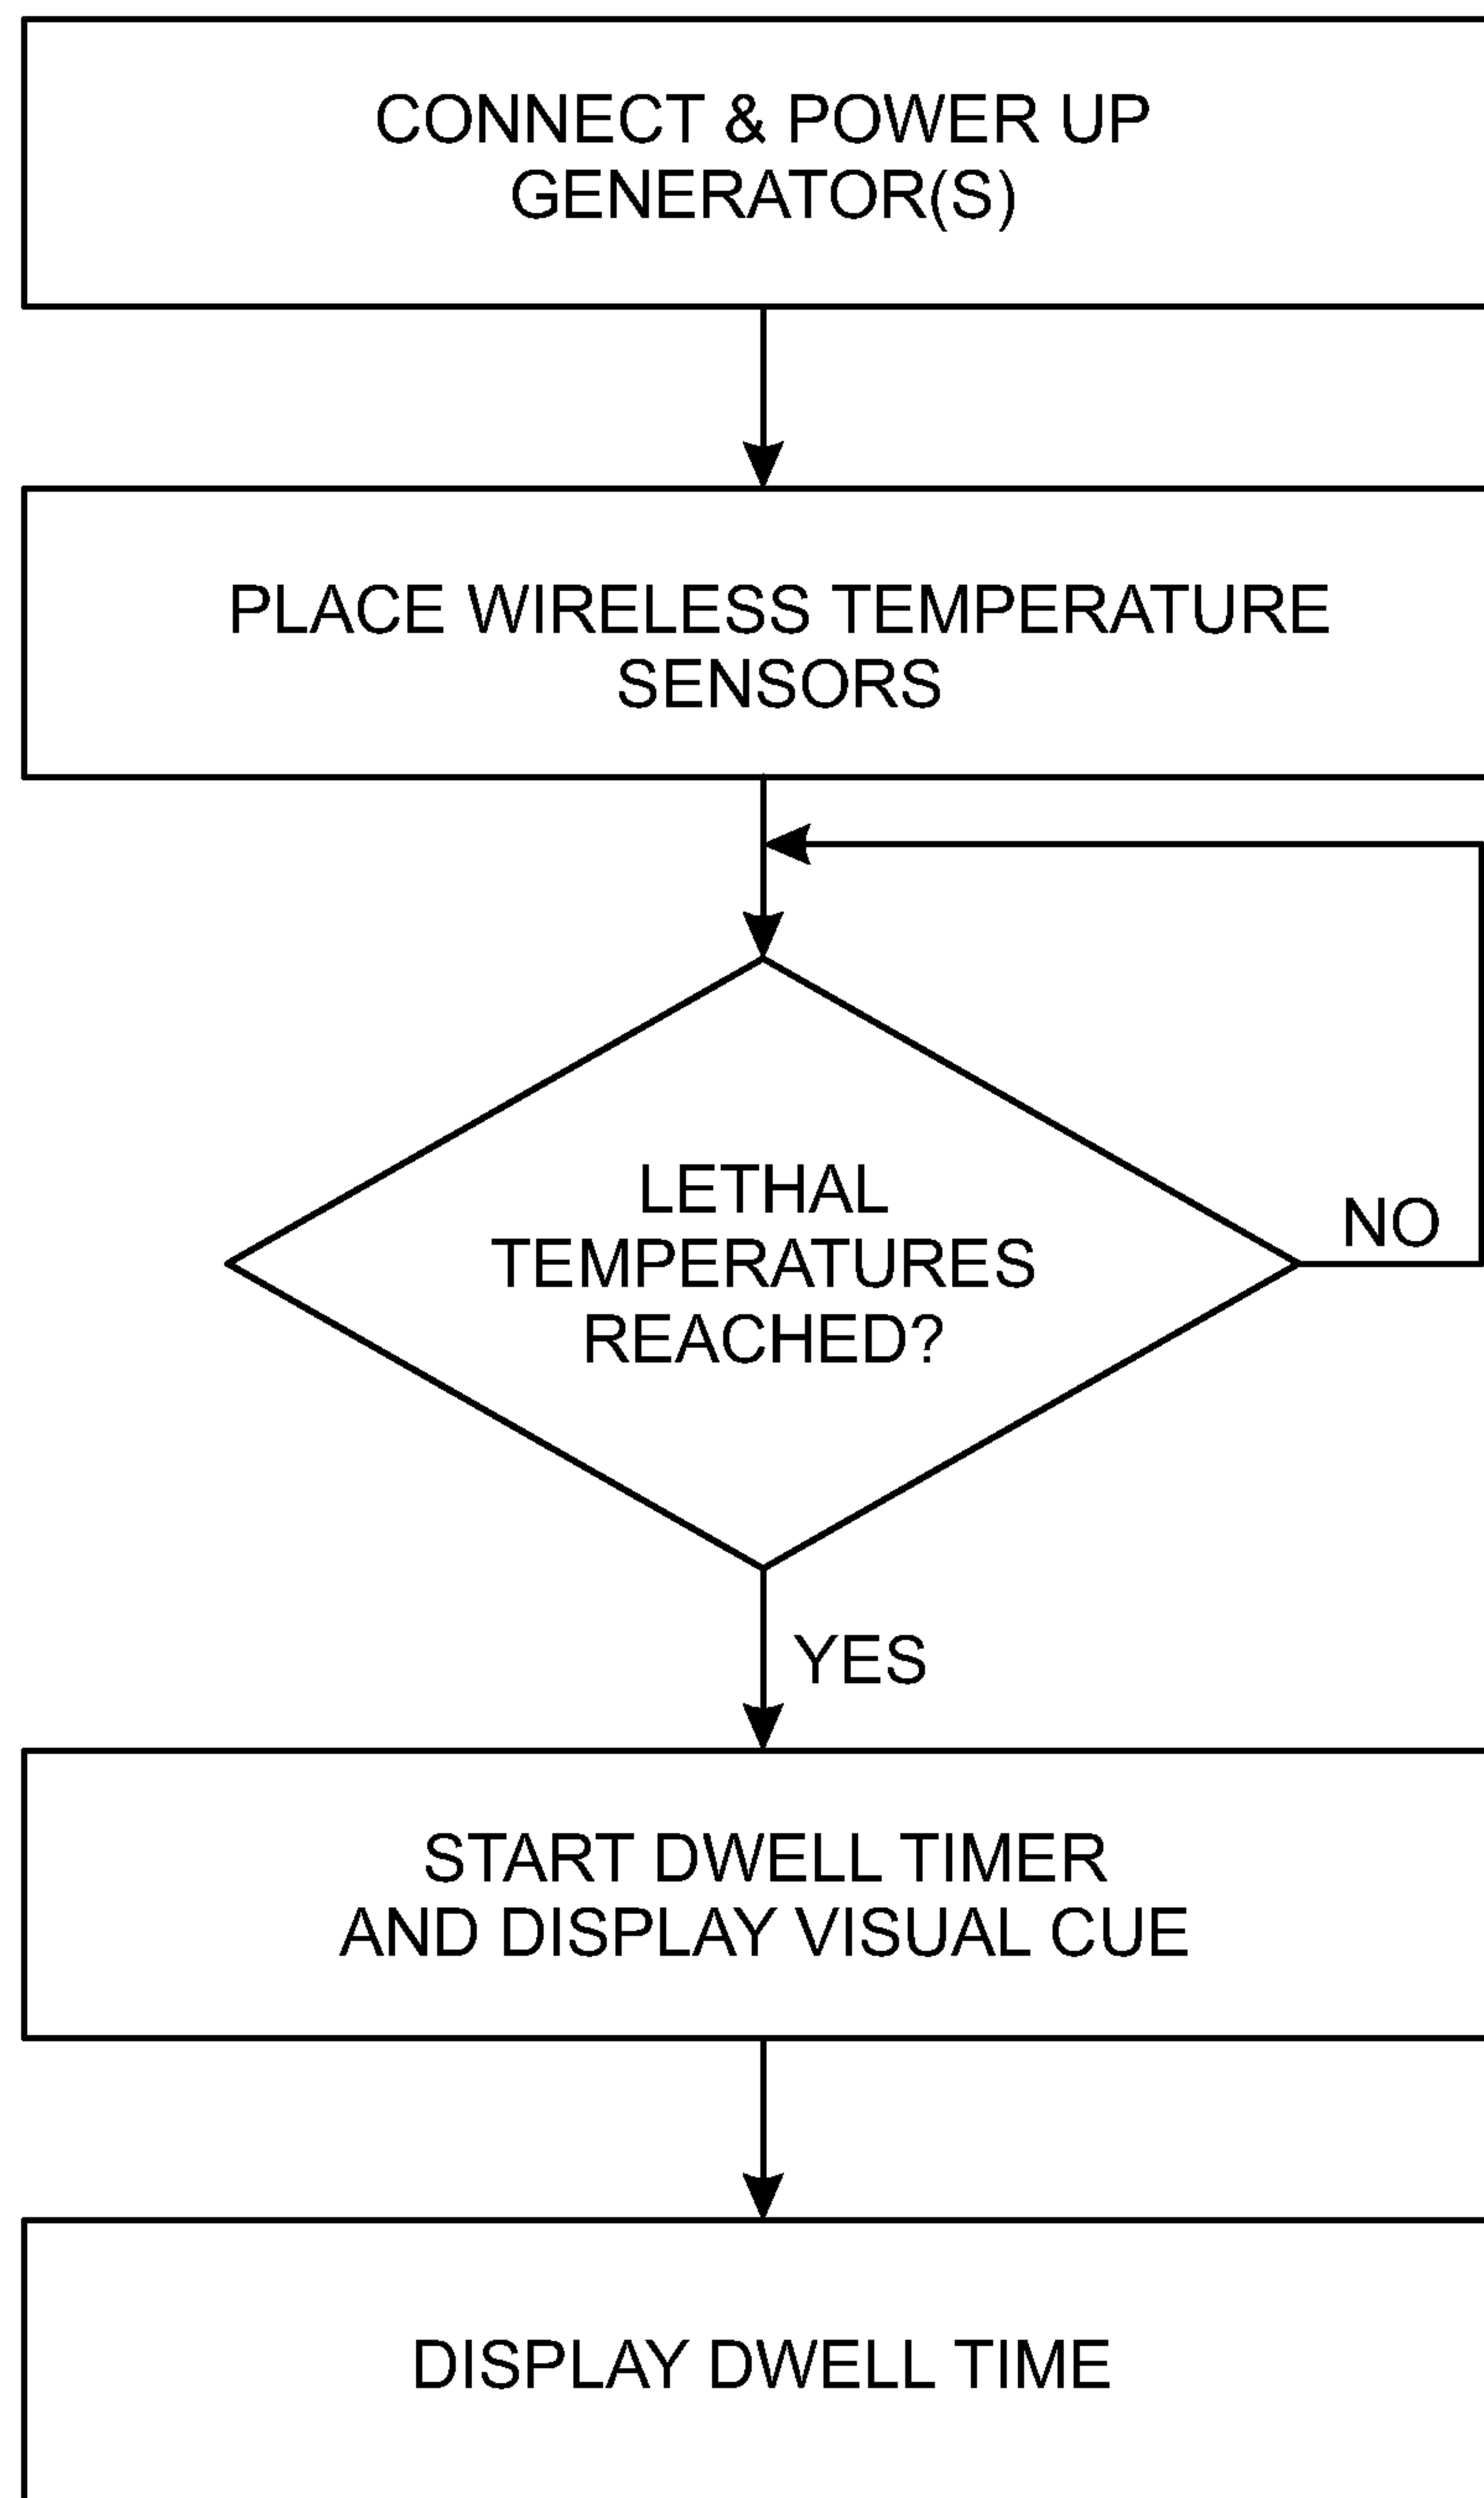 CONNECT & POWER UP
GENERATOR(S)
PLACE WIRELESS TEMPERATURE
SENSORS
LETHAL
TEMPERATURES
REACHED?
NO
YES
START DWELL TIMER
AND DISPLAY VISUAL CUE
DISPLAY DWELL TIME